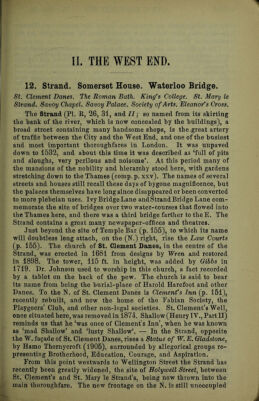 II. THE WEST END.
12. Strand. Somerset House. Waterloo Bridge.
St. Clement Danes. The Roman Bath. King's College. St. Mary le
Strand. Savoy Chapel. Savoy Palace. Society of Arts. Eleanor's Cross.
The Strand (Pl. R, 26, 31, and II; so named from its skirting
the bank of the river, which is now concealed by the buildings), a
broad street containing many handsome shops, is the great artery
of traffic between the City and the West End, and one of the busiest
and most important thoroughfares in London. It was unpaved
down to 1532, and about this time it was described as 'full of pits
and sloughs, very perilous and noisome'. At this period many of
the mansions of the nobility and hierarchy stood here, with gardens
stretching down to the Thames (comp. p. xxv). The names of several
streets and houses still recall these days of bygone magnificence, but
the palaces themselves have long since disappeared or been converted
to more plebeian uses. Ivy Bridge Lane and Strand Bridge Lane com-
memorate the site of bridges over two water-courses that flowed into
the Thames here, and there was a third bridge farther to the E. The
Strand contains a great many newspaper-offices and theatres.
Just beyond the site of Temple Bar (p. 155), to which its name
will doubtless long attach, on the (N.) right, rise the Law Courts
(p. 155). The church of St. Clement Danes, in the centre of the
Strand, was erected in 1681 from designs by Wren and restored
in 1898. The tower, 115 ft. in height, was added by Gibbs in
1719. Dr. Johnson used to worship in this church, a fact recorded
by a tablet on the back of the pew. The church is said to bear
its name from being the burial-place of Harold Harefoot and other
Danes. To the N. of St. Clement Danes is Clement's Inn (p. 154),
recently rebuilt, and now the home of the Fabian Society, the
Playgoers' Club, and other non-legal societies. St. Clement's Well,
once situated here, was removed in 1874. Shallow (Henry IV., Part II)
reminds us that he 'was once of Clement's Inn', when he was known
as 'mad Shallow' and 'lusty Shallow'. — In the Strand, opposite
the W. façade of St. Clement Danes, rises a Statue of W. E. Gladstone,
by Hamo Thornycroft (1905), surrounded by allegorical groups re-
presenting Brotherhood, Education, Courage, and Aspiration.
From this point westwards to Wellington Street the Strand has
recently been greatly widened, the site of Holywell Street, between
St. Clement's and St. Mary le Strand's, being now thrown into the
main thoroughfare. The new frontage on the N. is still unoccupied